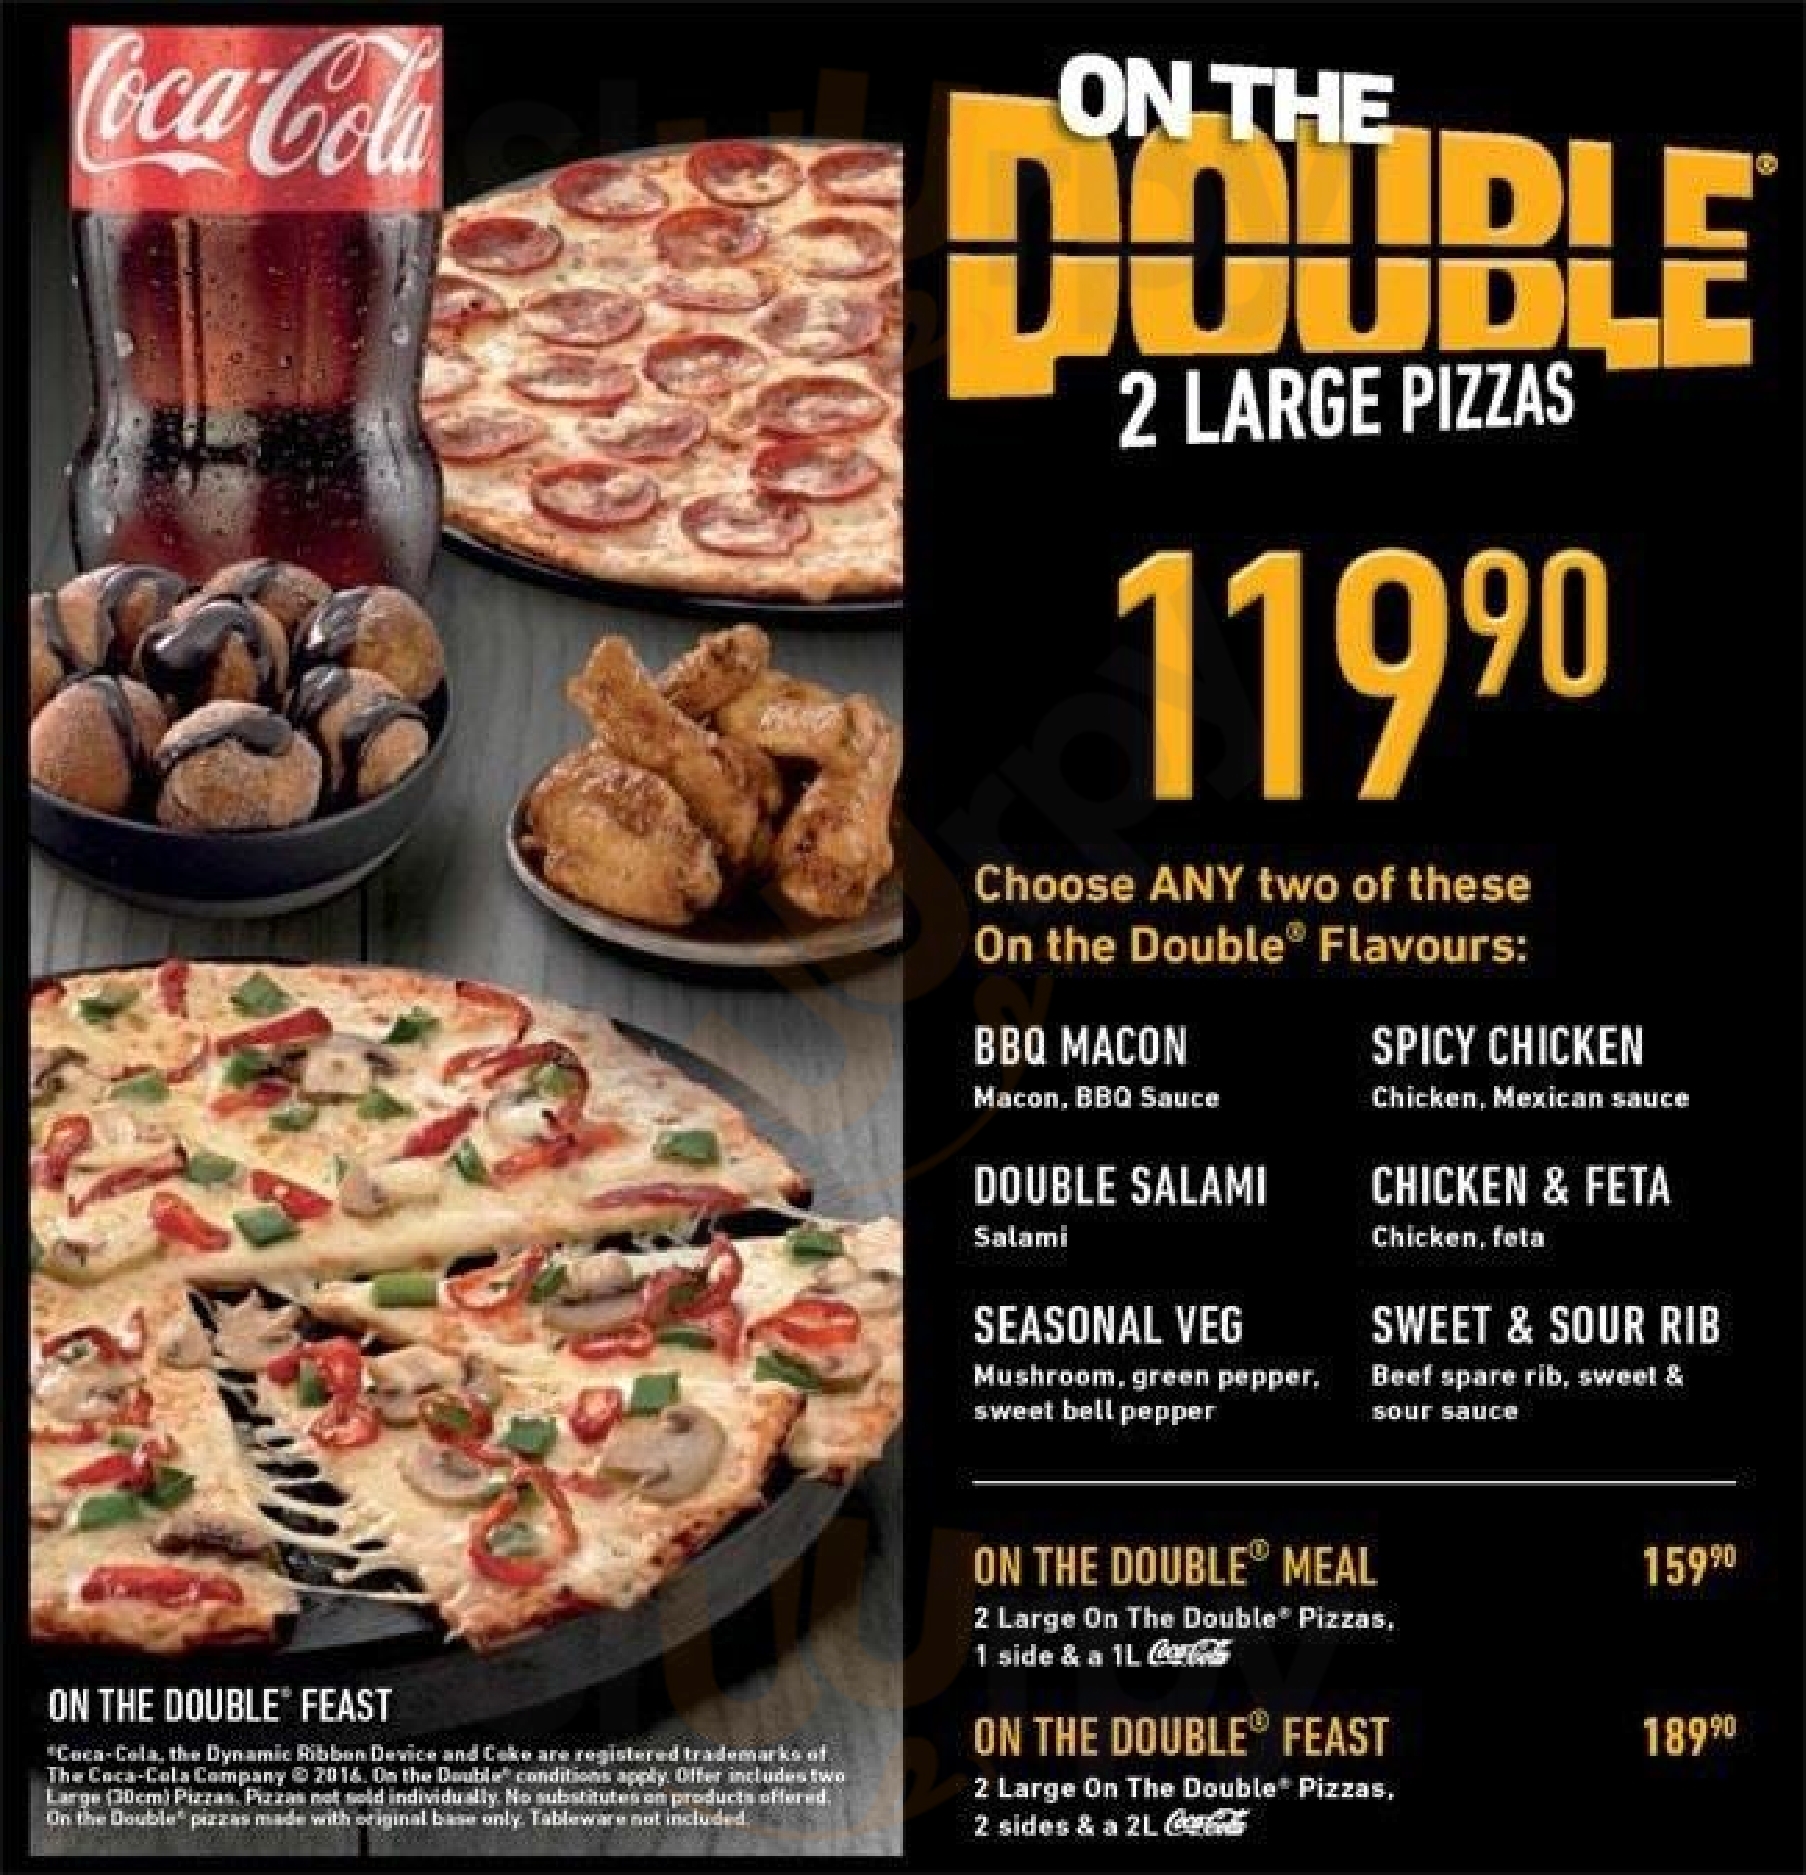 Coca-Cola
ON THE
DOUBLE®
2 LARGE PIZZAS
119⁹⁰
Choose ANY two of these
On the Double® Flavours:
BBQ MACON
Macon, BBQ Sauce
SPICY CHICKEN
Chicken, Mexican sauce
DOUBLE SALAMI
Salami
CHICKEN & FETA
Chicken, feta
SEASONAL VEG
Mushroom, green pepper,
sweet bell pepper
SWEET & SOUR RIB
Beef spare rib, sweet &
sour sauce
ON THE DOUBLE® MEAL 159⁹⁰
2 Large On The Double® Pizzas,
1 side & a 1L Coca-Cola
ON THE DOUBLE® FEAST 189⁹⁰
2 Large On The Double® Pizzas,
2 sides & a 2L Coca-Cola
ON THE DOUBLE® FEAST
®Coca-Cola, the Dynamic Ribbon Device and Coke are registered trademarks of
The Coca-Cola Company © 2016. On the Double® conditions apply. Offer includes two
Large (30cm) Pizzas. Pizzas not sold individually. No substitutes on products offered.
On the Double® pizzas made with original base only. Tableware not included.